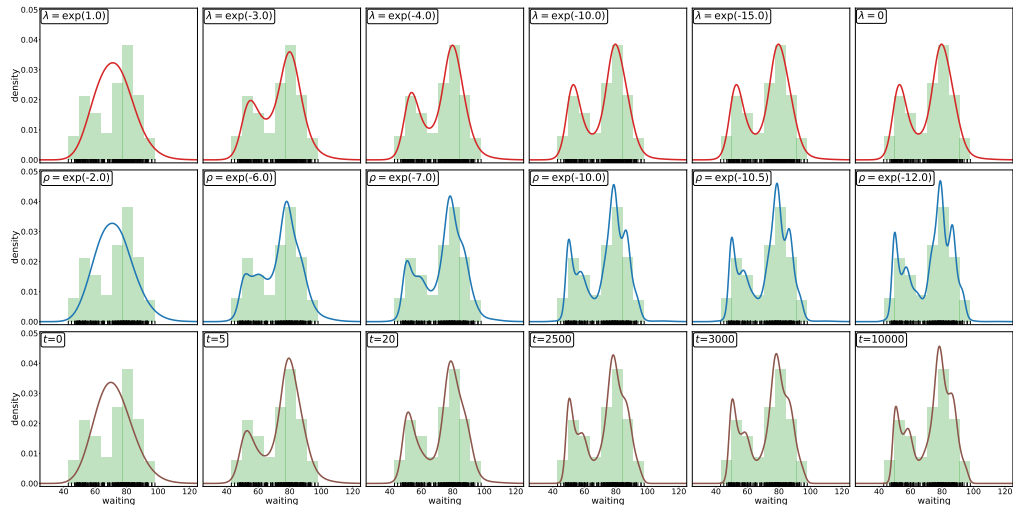 λ = exp(1.0) λ = exp(-3.0) λ = exp(-4.0) λ = exp(-10.0) λ = exp(-15.0) λ = 0
0.05
0.04
0.03
0.02
0.01
0.00
density
ρ = exp(-2.0) ρ = exp(-6.0) ρ = exp(-7.0) ρ = exp(-10.0) ρ = exp(-10.5) ρ = exp(-12.0)
0.05
0.04
0.03
0.02
0.01
0.00
density
t=0 t=5 t=20 t=2500 t=3000 t=10000
0.05
0.04
0.03
0.02
0.01
0.00
density
40 60 80 100 120 40 60 80 100 120 40 60 80 100 120 40 60 80 100 120 40 60 80 100 120 40 60 80 100 120
waiting waiting waiting waiting waiting waiting